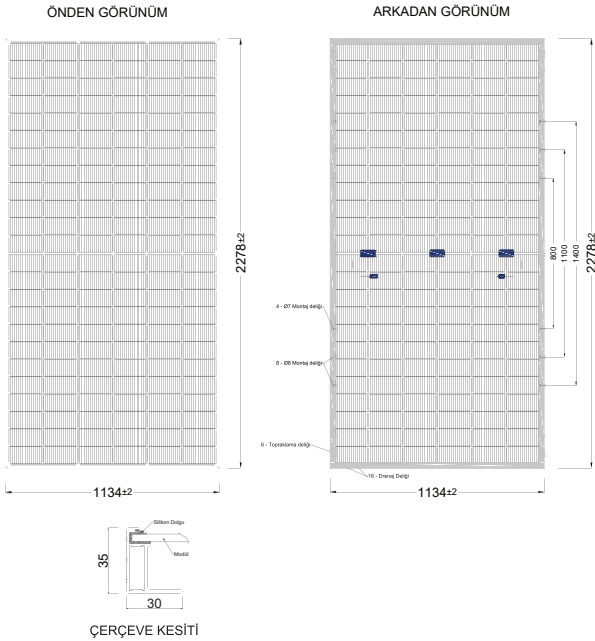 ÖNDEN GÖRÜNÜM
ARKADAN GÖRÜNÜM
2278±2
800
1100
1400
2278±2
4 - Ø7 Montaj deliği
8 - Ø8 Montaj deliği
6 - Topraklama deliği
16 - Drenaj Deliği
1134±2
1134±2
Silikon Dolgu
Modül
35
30
ÇERÇEVE KESİTİ